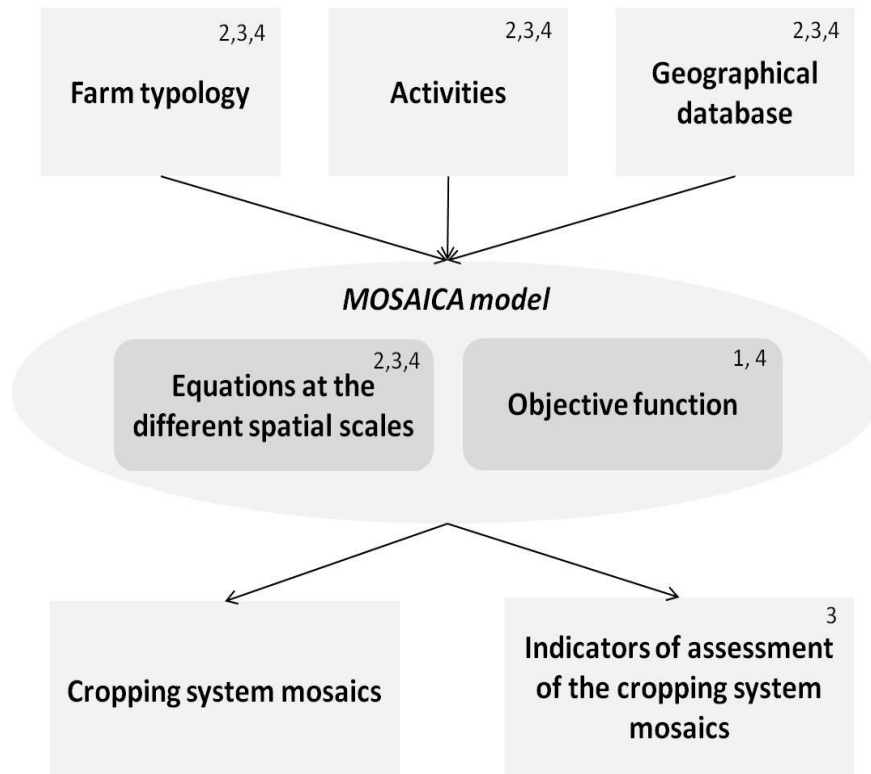 2,3,4
Farm typology
2,3,4
Activities
2,3,4
Geographical
database
MOSAICA model
2,3,4
Equations at the
different spatial scales
1, 4
Objective function
Cropping system mosaics
3
Indicators of assessment
of the cropping system
mosaics